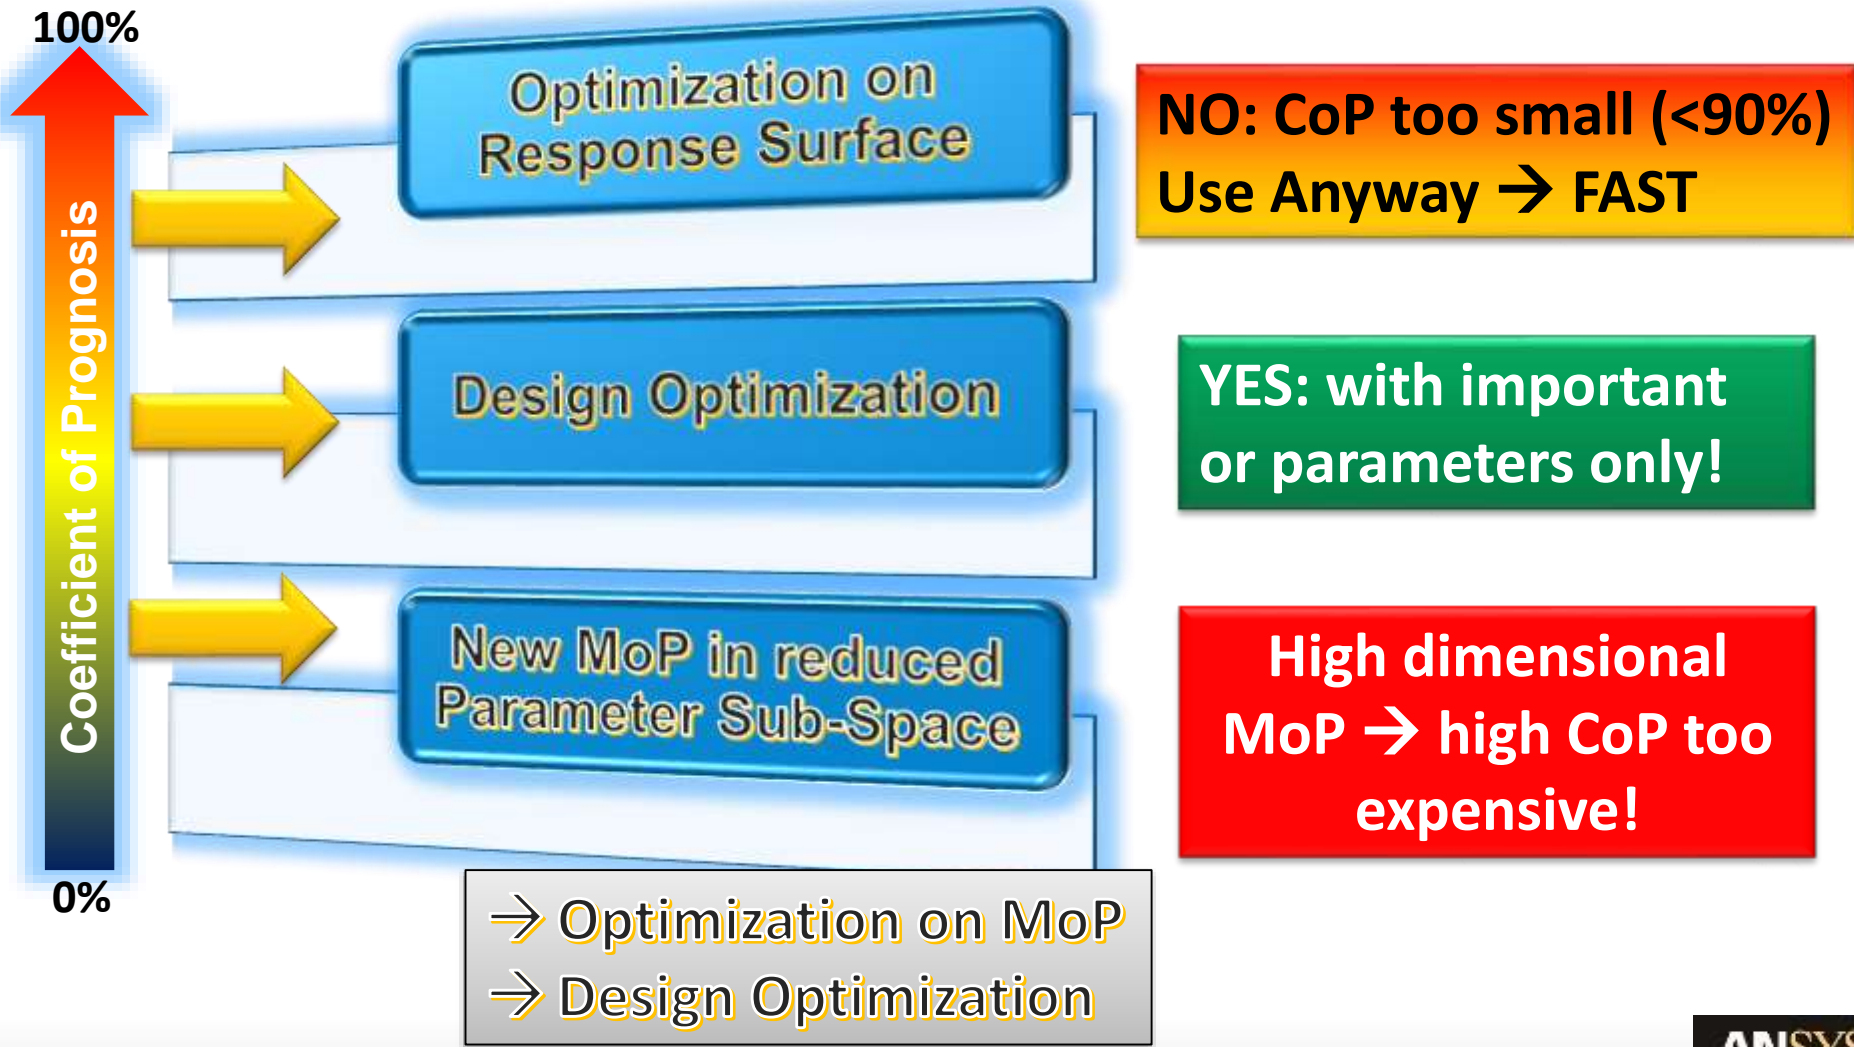 100%
Coefficient of Prognosis
0%
Optimization on
Response Surface
NO: CoP too small (<90%)
Use Anyway → FAST
Design Optimization
YES: with important
or parameters only!
New MoP in reduced
Parameter Sub-Space
High dimensional
MoP → high CoP too
expensive!
→ Optimization on MoP
→ Design Optimization
ANSYS